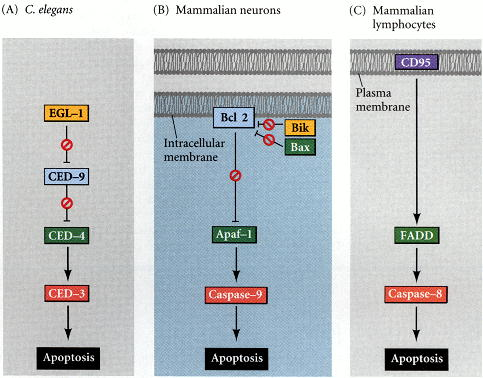 (A) C. elegans
EGL–1
CED–9
CED–4
CED–3
Apoptosis
(B) Mammalian neurons
Bcl 2
Bik
Bax
Intracellular
membrane
Apaf–1
Caspase–9
Apoptosis
(C) Mammalian
lymphocytes
CD95
Plasma
membrane
FADD
Caspase–8
Apoptosis